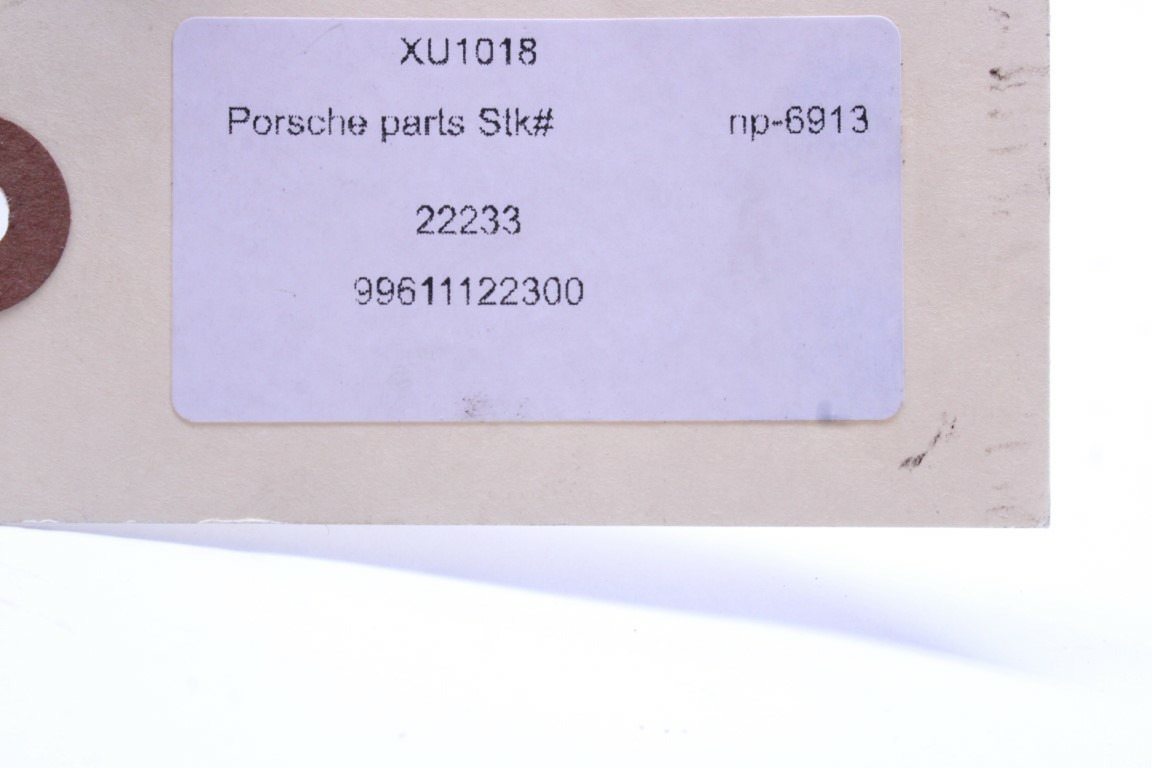 XU1018
Porsche parts Stk# np-6913
22233
99611122300